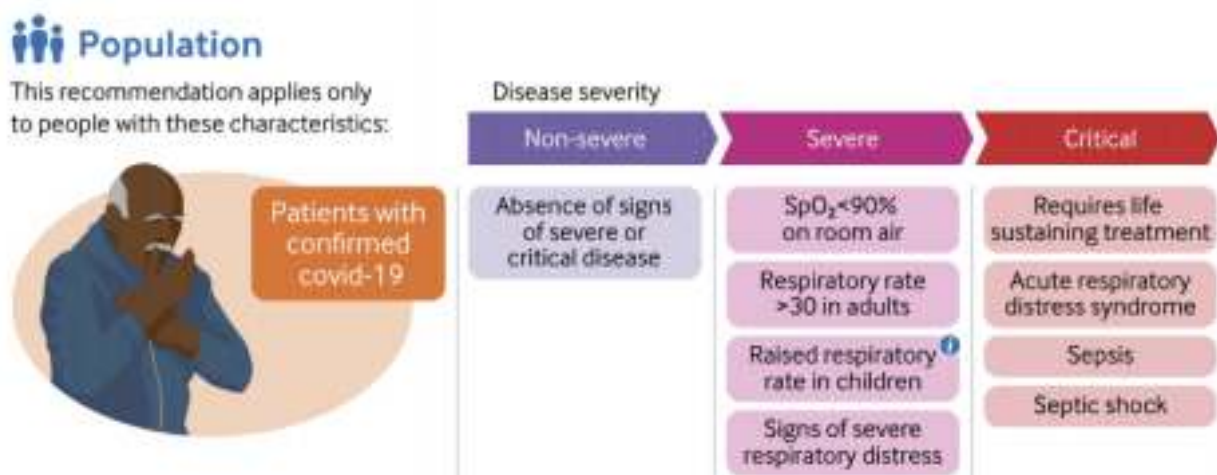 Population
This recommendation applies only
to people with these characteristics:
Patients with
confirmed
covid-19
Disease severity
Non-severe
Absence of signs
of severe or
critical disease
Severe
SpO₂<90%
on room air
Respiratory rate
>30 in adults
Raised respiratory
rate in children
i
Signs of severe
respiratory distress
Critical
Requires life
sustaining treatment
Acute respiratory
distress syndrome
Sepsis
Septic shock